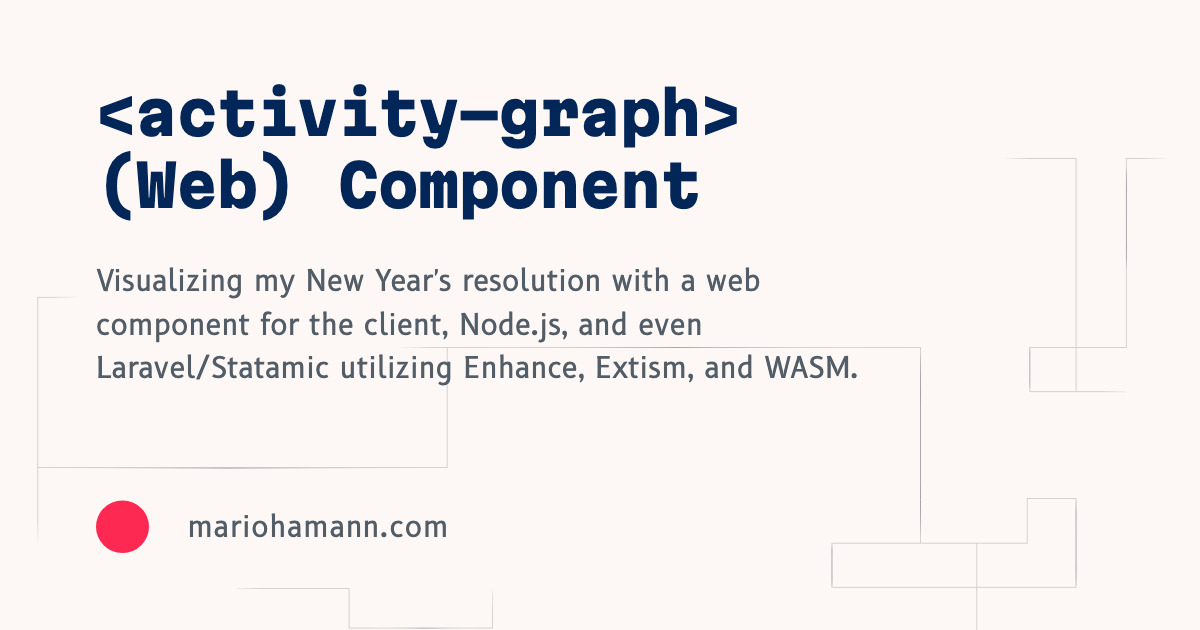 <activity-graph>
(Web) Component
Visualizing my New Year's resolution with a web
component for the client, Node.js, and even
Laravel/Statamic utilizing Enhance, Extism, and WASM.
mariohamann.com